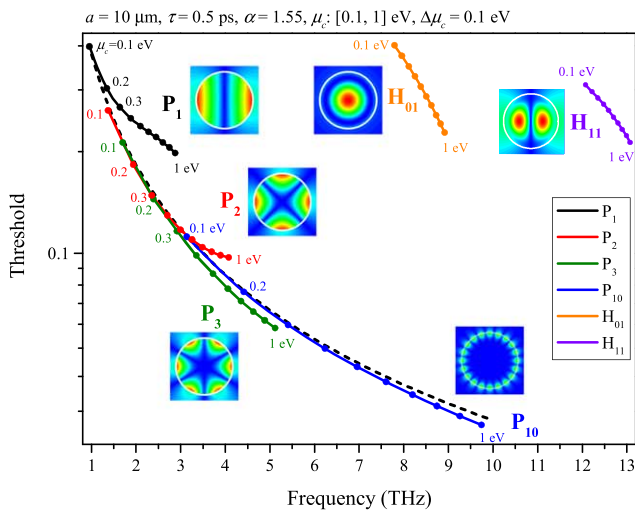 a = 10 μm, τ = 0.5 ps, α = 1.55, μc: [0.1, 1] eV, Δμc = 0.1 eV
μc=0.1 eV
0.2
0.3
1 eV
P1
H01
0.1 eV
1 eV
0.1 eV
H11
1 eV
0.1
0.1
0.2
0.3
0.2
0.3
P2
0.1 eV
1 eV
0.2
P3
1 eV
P10
1 eV
P1
P2
P3
P10
H01
H11
0.1
Threshold
1 2 3 4 5 6 7 8 9 10 11 12 13
Frequency (THz)